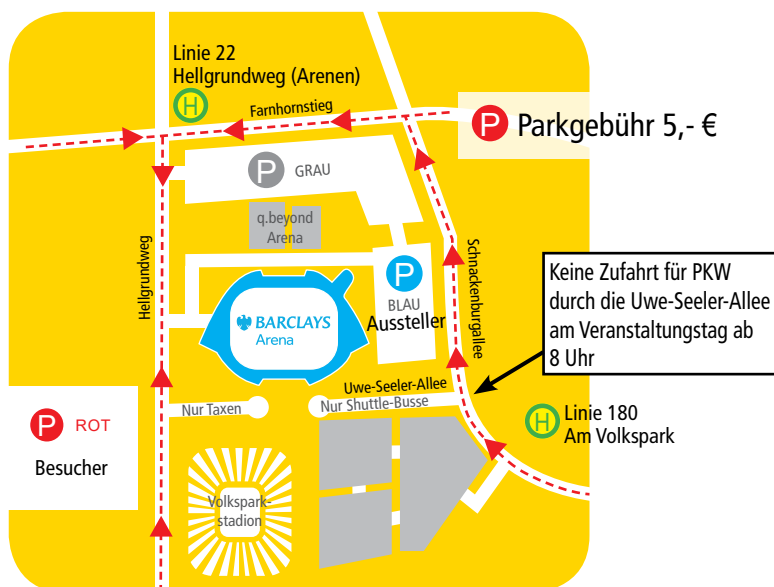 Linie 22
Hellgrundweg (Arenen)
H
Farnhornstieg
P Parkgebühr 5,- €
P GRAU
q.beyond
Arena
Hellgrundweg
Schnackenburgallee
P
BLAU
Aussteller
BARCLAYS
Arena
Keine Zufahrt für PKW
durch die Uwe-Seeler-Allee
am Veranstaltungstag ab
8 Uhr
Uwe-Seeler-Allee
Nur Taxen
Nur Shuttle-Busse
P ROT
Besucher
H Linie 180
Am Volkspark
Volkspark-
stadion